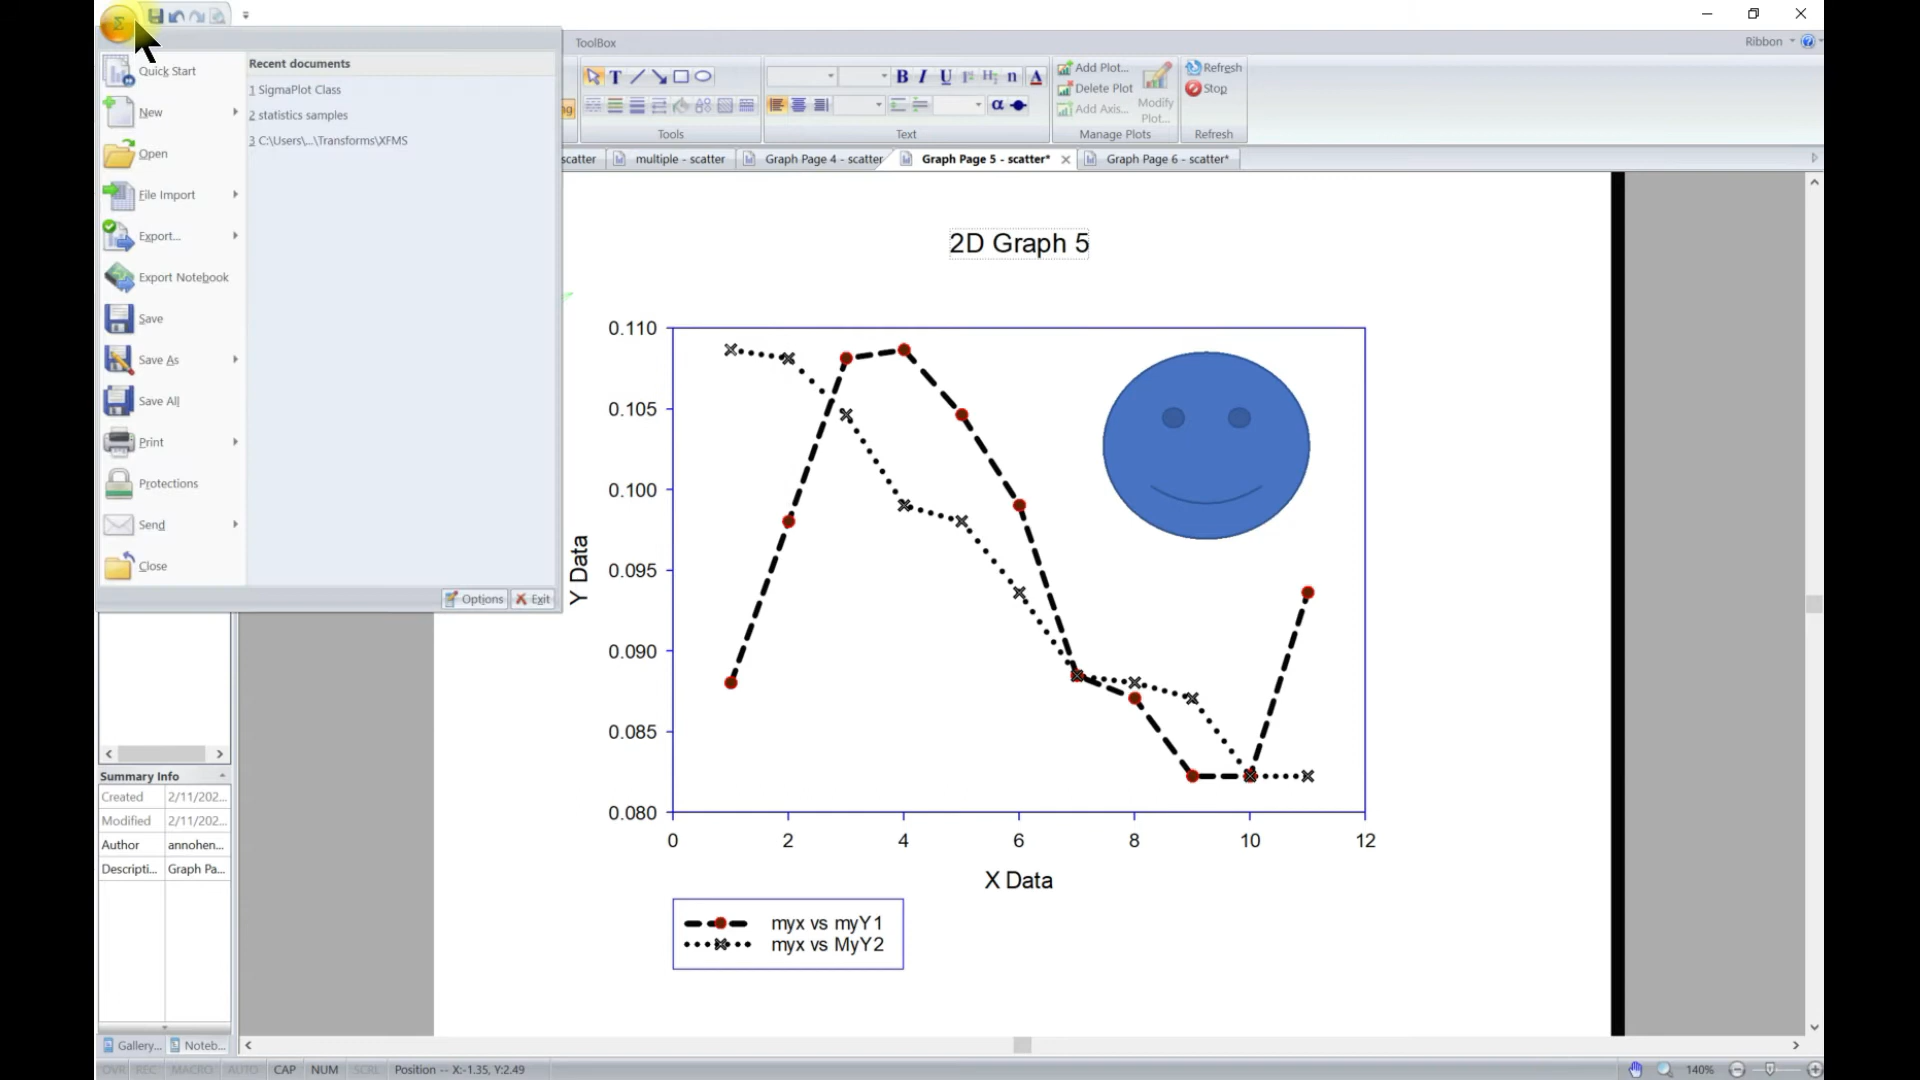 ToolBox
Ribbon
Quick Start
New
Open
File Import
Export...
Export Notebook
Save
Save As
Save All
Print
Protections
Send
Close
Recent documents
1 SigmaPlot Class
2 statistics samples
3 C:\Users\...\Transforms\XFMS
Options
Exit
Tools
Text
Add Plot...
Delete Plot
Add Axis...
Modify
Plot...
Manage Plots
Refresh
Stop
Refresh
scatter
multiple - scatter
Graph Page 4 - scatter
Graph Page 5 - scatter*
Graph Page 6 - scatter*
2D Graph 5
Y Data
0.110
0.105
0.100
0.095
0.090
0.085
0.080
0 2 4 6 8 10 12
X Data
myx vs myY1
myx vs MyY2
Summary Info
Created 2/11/202...
Modified 2/11/202...
Author annohen...
Descripti... Graph Pa...
Gallery... Noteb...
OVR REC MACRO AUTO CAP NUM SCRL Position -- X:-1.35, Y:2.49
140%